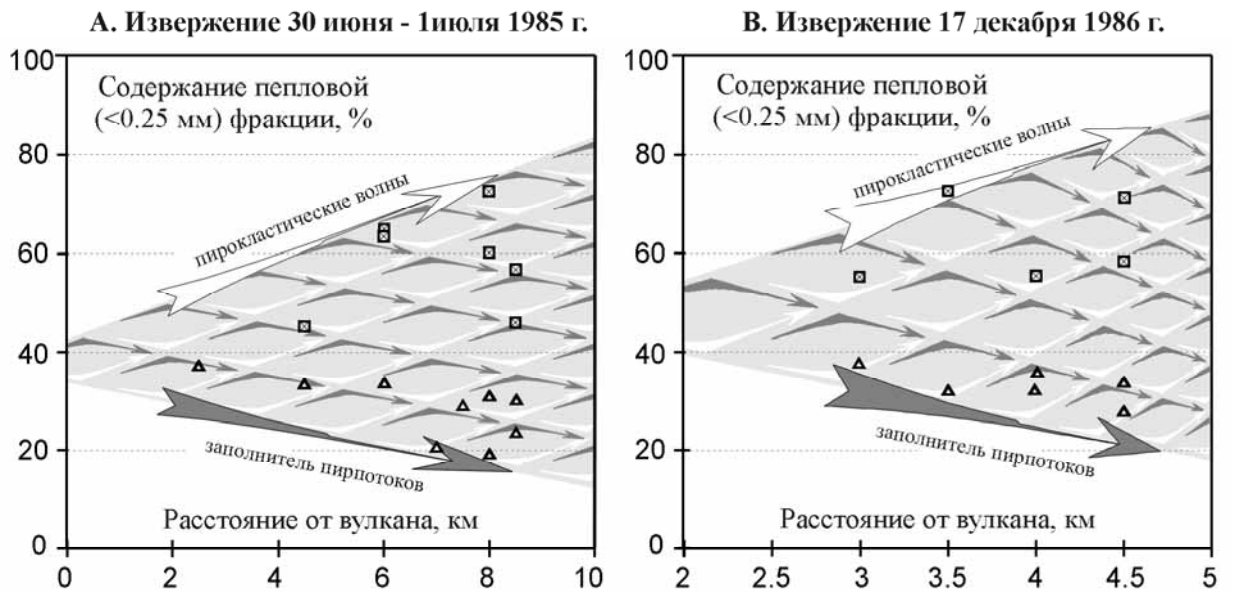 А. Извержение 30 июня - 1июля 1985 г.
100
80
60
40
20
0
Содержание пепловой
(<0.25 мм) фракции, %
пирокластические волны
заполнитель пирпотоков
Расстояние от вулкана, км
0 2 4 6 8 10
В. Извержение 17 декабря 1986 г.
100
80
60
40
20
0
Содержание пепловой
(<0.25 мм) фракции, %
пирокластические волны
заполнитель пирпотоков
Расстояние от вулкана, км
2 2.5 3 3.5 4 4.5 5